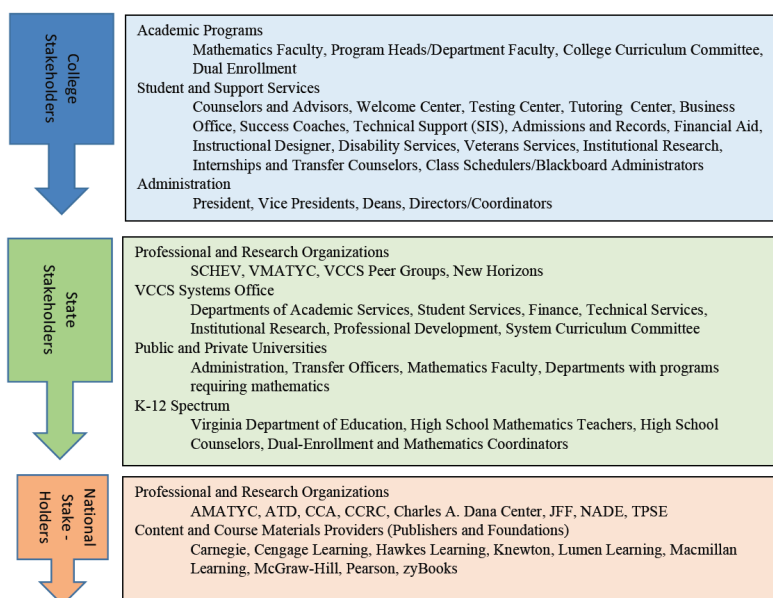 College
Stakeholders
Academic Programs
Mathematics Faculty, Program Heads/Department Faculty, College Curriculum Committee,
Dual Enrollment
Student and Support Services
Counselors and Advisors, Welcome Center, Testing Center, Tutoring Center, Business
Office, Success Coaches, Technical Support (SIS), Admissions and Records, Financial Aid,
Instructional Designer, Disability Services, Veterans Services, Institutional Research,
Internships and Transfer Counselors, Class Schedulers/Blackboard Administrators
Administration
President, Vice Presidents, Deans, Directors/Coordinators
State
Stakeholders
Professional and Research Organizations
SCHEV, VMATYC, VCCS Peer Groups, New Horizons
VCCS Systems Office
Departments of Academic Services, Student Services, Finance, Technical Services,
Institutional Research, Professional Development, System Curriculum Committee
Public and Private Universities
Administration, Transfer Officers, Mathematics Faculty, Departments with programs
requiring mathematics
K-12 Spectrum
Virginia Department of Education, High School Mathematics Teachers, High School
Counselors, Dual-Enrollment and Mathematics Coordinators
National
Stake -
Holders
Professional and Research Organizations
AMATYC, ATD, CCA, CCRC, Charles A. Dana Center, JFF, NADE, TPSE
Content and Course Materials Providers (Publishers and Foundations)
Carnegie, Cengage Learning, Hawkes Learning, Knewton, Lumen Learning, Macmillan
Learning, McGraw-Hill, Pearson, zyBooks